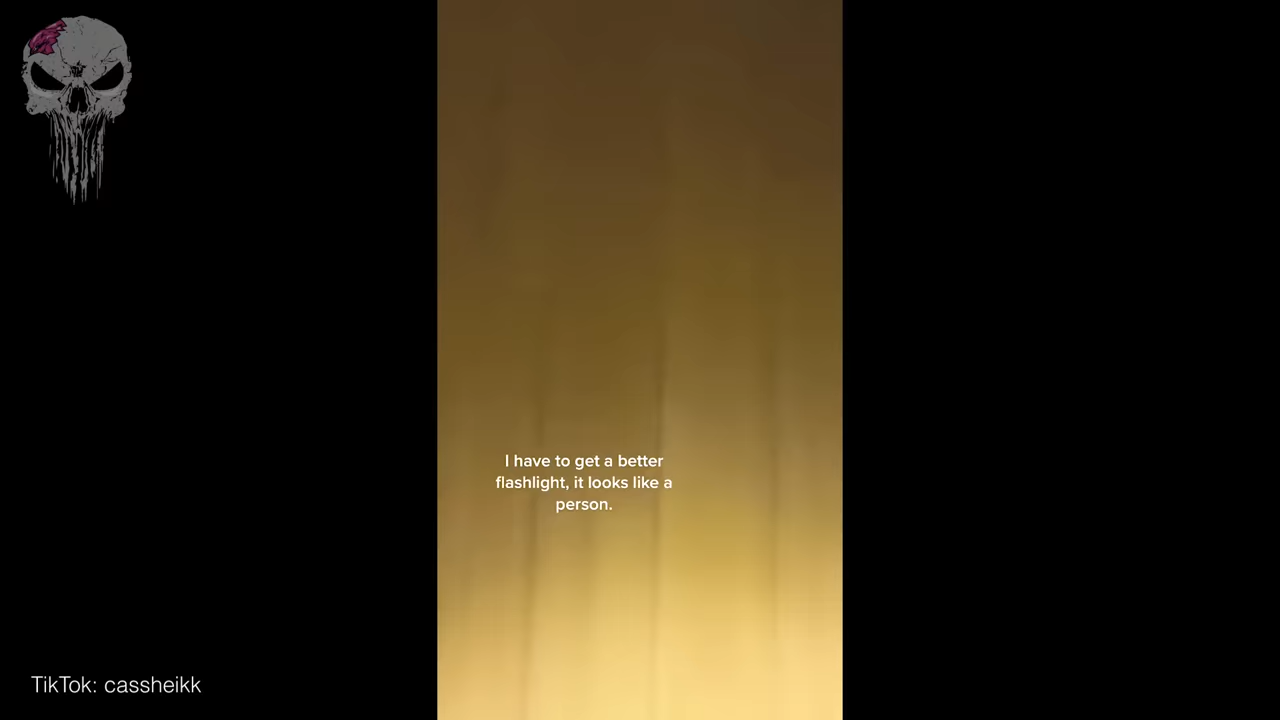 I have to get a better
flashlight, it looks like a
person.
TikTok: cassheikk